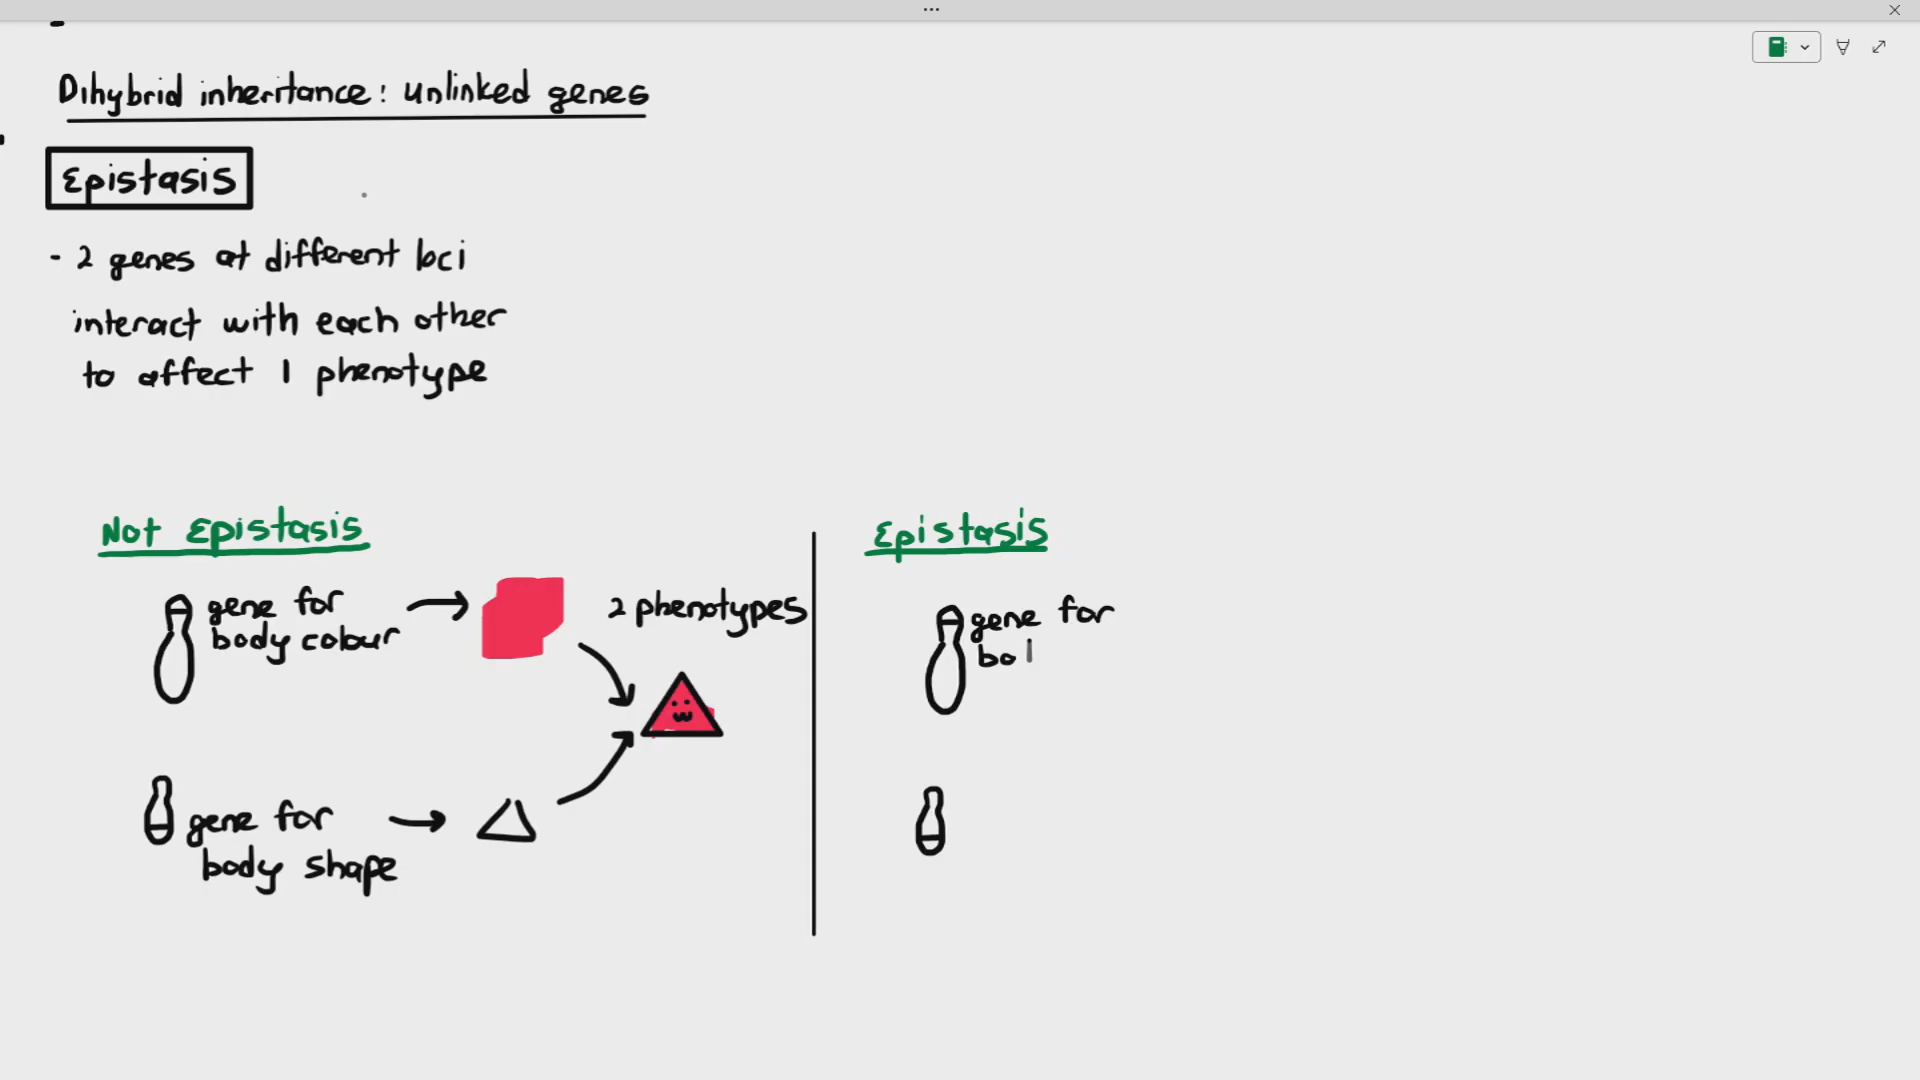 Dihybrid inheritance: unlinked genes
Epistasis
- 2 genes at different loci
interact with each other
to affect 1 phenotype
Not Epistasis
gene for
body colour
2 phenotypes
gene for
body shape
Epistasis
gene for
bo